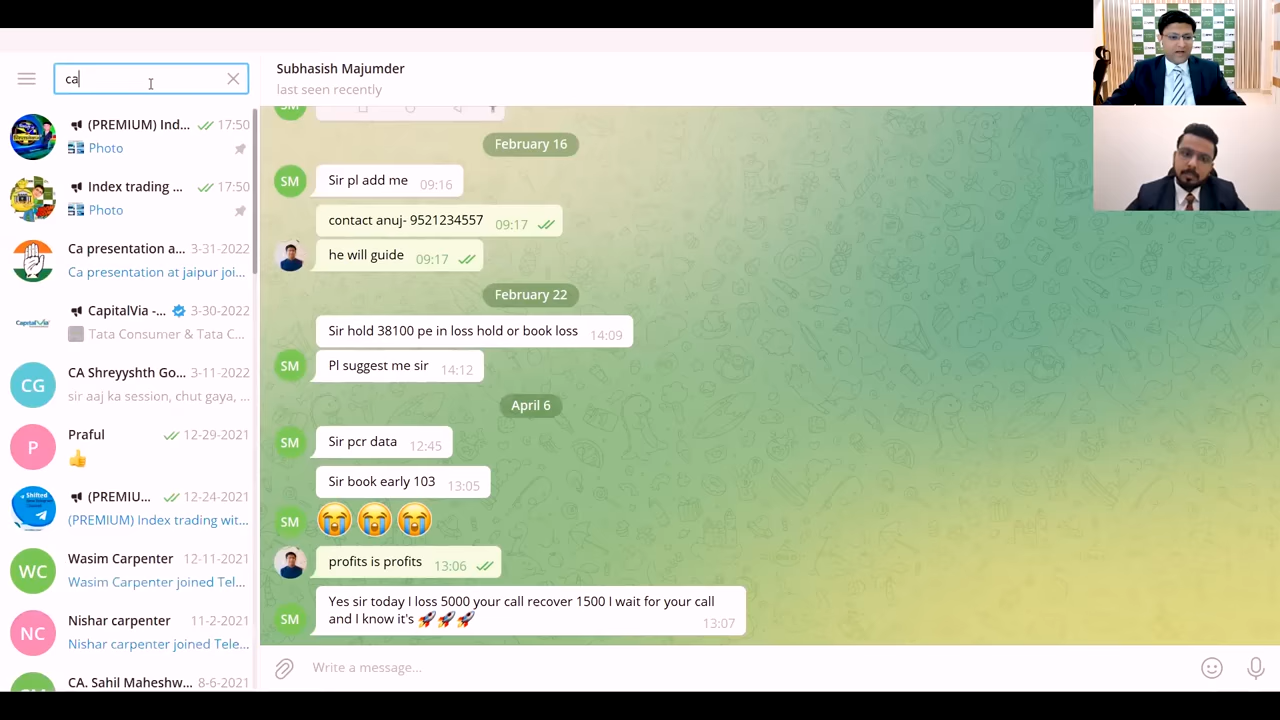 ca
(PREMIUM) Ind... 17:50
Photo
Index trading ... 17:50
Photo
Ca presentation a... 3-31-2022
Ca presentation at jaipur joi...
CapitalVia -... 3-30-2022
Tata Consumer & Tata C...
CG
CA Shreyyshth Go... 3-11-2022
sir aaj ka session, chut gaya, ...
P
Praful 12-29-2021
Shifted
(PREMIU... 12-24-2021
(PREMIUM) Index trading wit...
WC
Wasim Carpenter 12-11-2021
Wasim Carpenter joined Tel...
NC
Nishar carpenter 11-2-2021
Nishar carpenter joined Tele...
CA. Sahil Maheshw... 8-6-2021
Subhasish Majumder
last seen recently
February 16
SM
Sir pl add me 09:16
contact anuj- 9521234557 09:17
he will guide 09:17
February 22
Sir hold 38100 pe in loss hold or book loss 14:09
SM
Pl suggest me sir 14:12
April 6
SM
Sir pcr data 12:45
Sir book early 103 13:05
SM
😭😭😭
profits is profits 13:06
Yes sir today I loss 5000 your call recover 1500 I wait for your call
and I know it's 🚀🚀🚀 13:07
SM
Write a message...